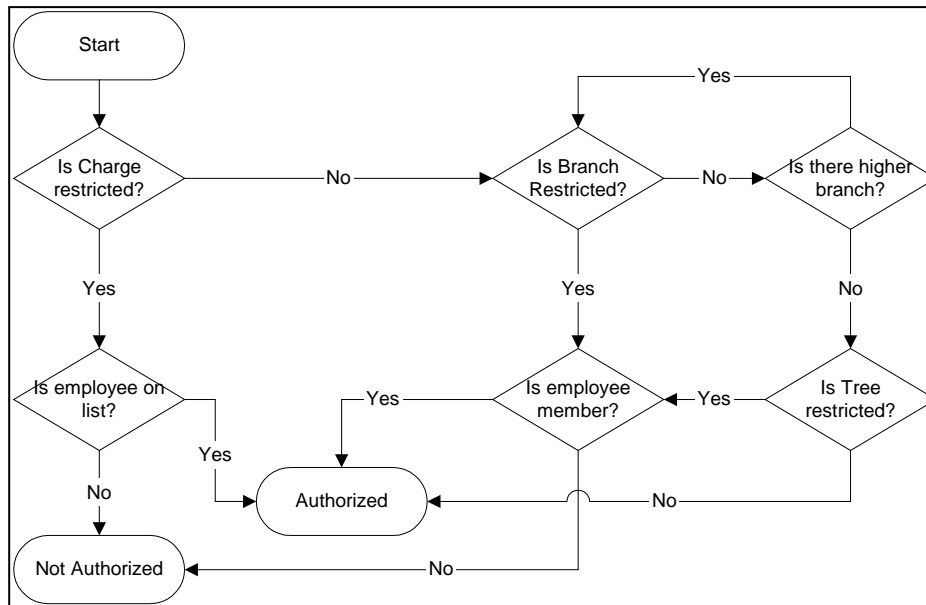 Start
Yes
Is Charge
restricted?
No
Is Branch
Restricted?
No
Is there higher
branch?
Yes
Yes
No
Is employee on
list?
Yes
Is employee
member?
Yes
Is Tree
restricted?
Yes
No
Authorized
No
Not Authorized
No